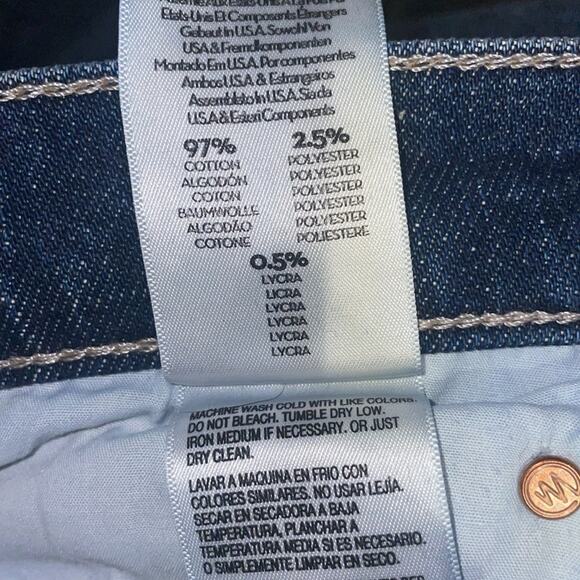 Etats-Unis Et Composants Étrangers
Gebaut In U.S.A. Sowohl Von
U.S.A & Fremdkomponenten
Montado Em U.S.A. Por componentes
Ambos U.S.A & Estrangeiros
Assemblato In U.S.A. Sia da
U.S.A & Esteri Components
97%
COTTON
ALGODÓN
COTON
BAUMWOLLE
ALGODAO
COTONE
2.5%
POLYESTER
POLYESTER
POLYESTER
POLYESTER
POLYESTER
POLIESTERE
0.5%
LYCRA
LICRA
LYCRA
LYCRA
LYCRA
LYCRA
MACHINE WASH COLD WITH LIKE COLORS.
DO NOT BLEACH. TUMBLE DRY LOW.
IRON MEDIUM IF NECESSARY. OR JUST
DRY CLEAN.
LAVAR A MAQUINA EN FRIO CON
COLORES SIMILARES. NO USAR LEJÍA.
SECAR EN SECADORA A BAJA
TEMPERATURA, PLANCHAR A
TEMPERATURA MEDIA SI ES NECESARIO.
O SIMPLEMENTE LIMPIAR EN SECO.